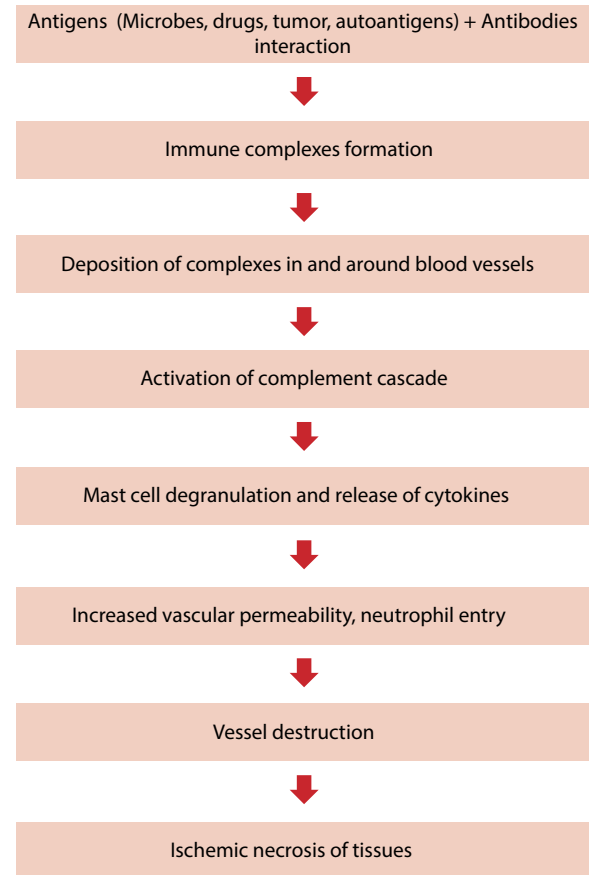 Antigens (Microbes, drugs, tumor, autoantigens) + Antibodies
interaction
Immune complexes formation
Deposition of complexes in and around blood vessels
Activation of complement cascade
Mast cell degranulation and release of cytokines
Increased vascular permeability, neutrophil entry
Vessel destruction
Ischemic necrosis of tissues